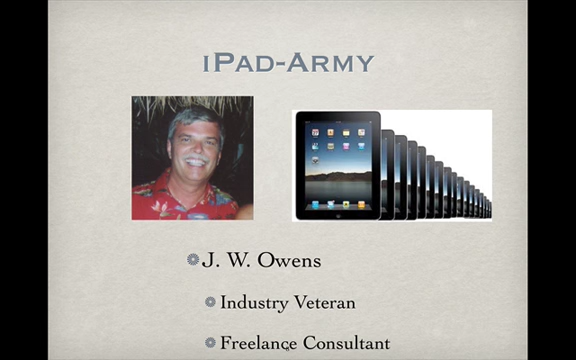 iPad-Army
J. W. Owens
Industry Veteran
Freelance Consultant